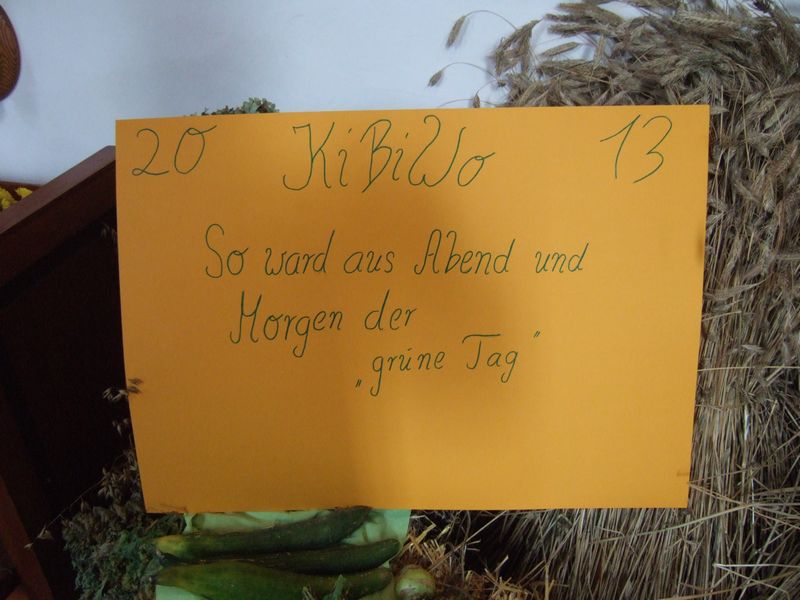 20 KiBiWo 13
So ward aus Abend und
Morgen der
„grüne Tag"